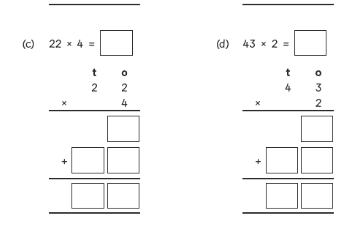 (c) 22 × 4 =
t o
2 2
× 4
+
(d) 43 × 2 =
t o
4 3
× 2
+